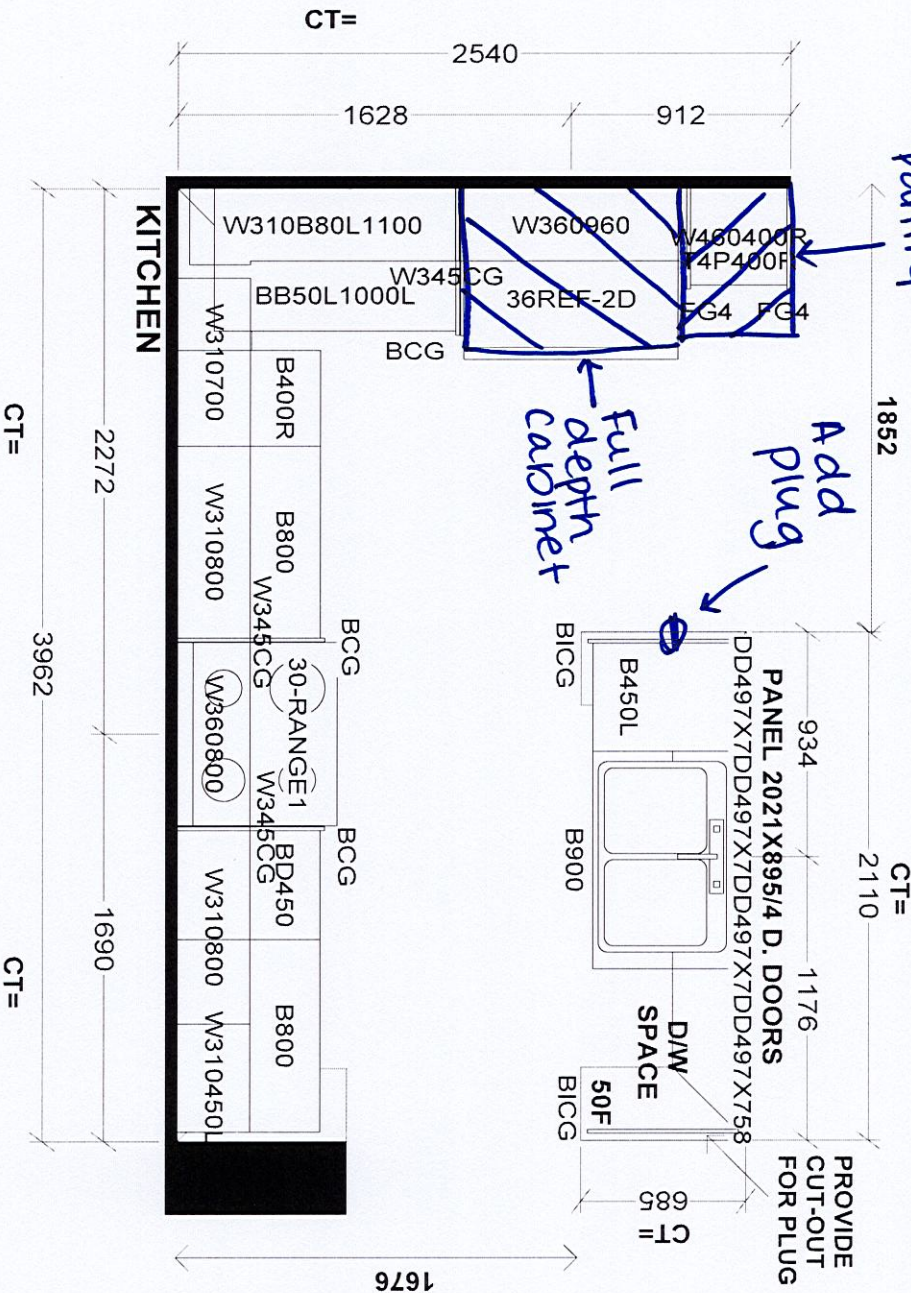 CT=
2540
1628
912
KITCHEN
W310B80L1100
W360960
W460400R
T4P400R
W345CG
BB50L1000L
36REF-2D
FG4
FG4
BCG
Full
depth
cabinet
1852
Add
plug
W310700
B400R
W310800
B800
W345CG
BCG
30-RANGE1
W360800
W345CG
BCG
BD450
W310800
B800
W310450L
CT=
2272
3962
1690
CT=
BICG
B450L
B900
DD497X7DD497X7DD497X7DD497X758
PANEL 2021X895/4 D. DOORS
934
1176
2110
CT=
D/W
SPACE
50F
BICG
PROVIDE
CUT-OUT
FOR PLUG
685
CT=
1676